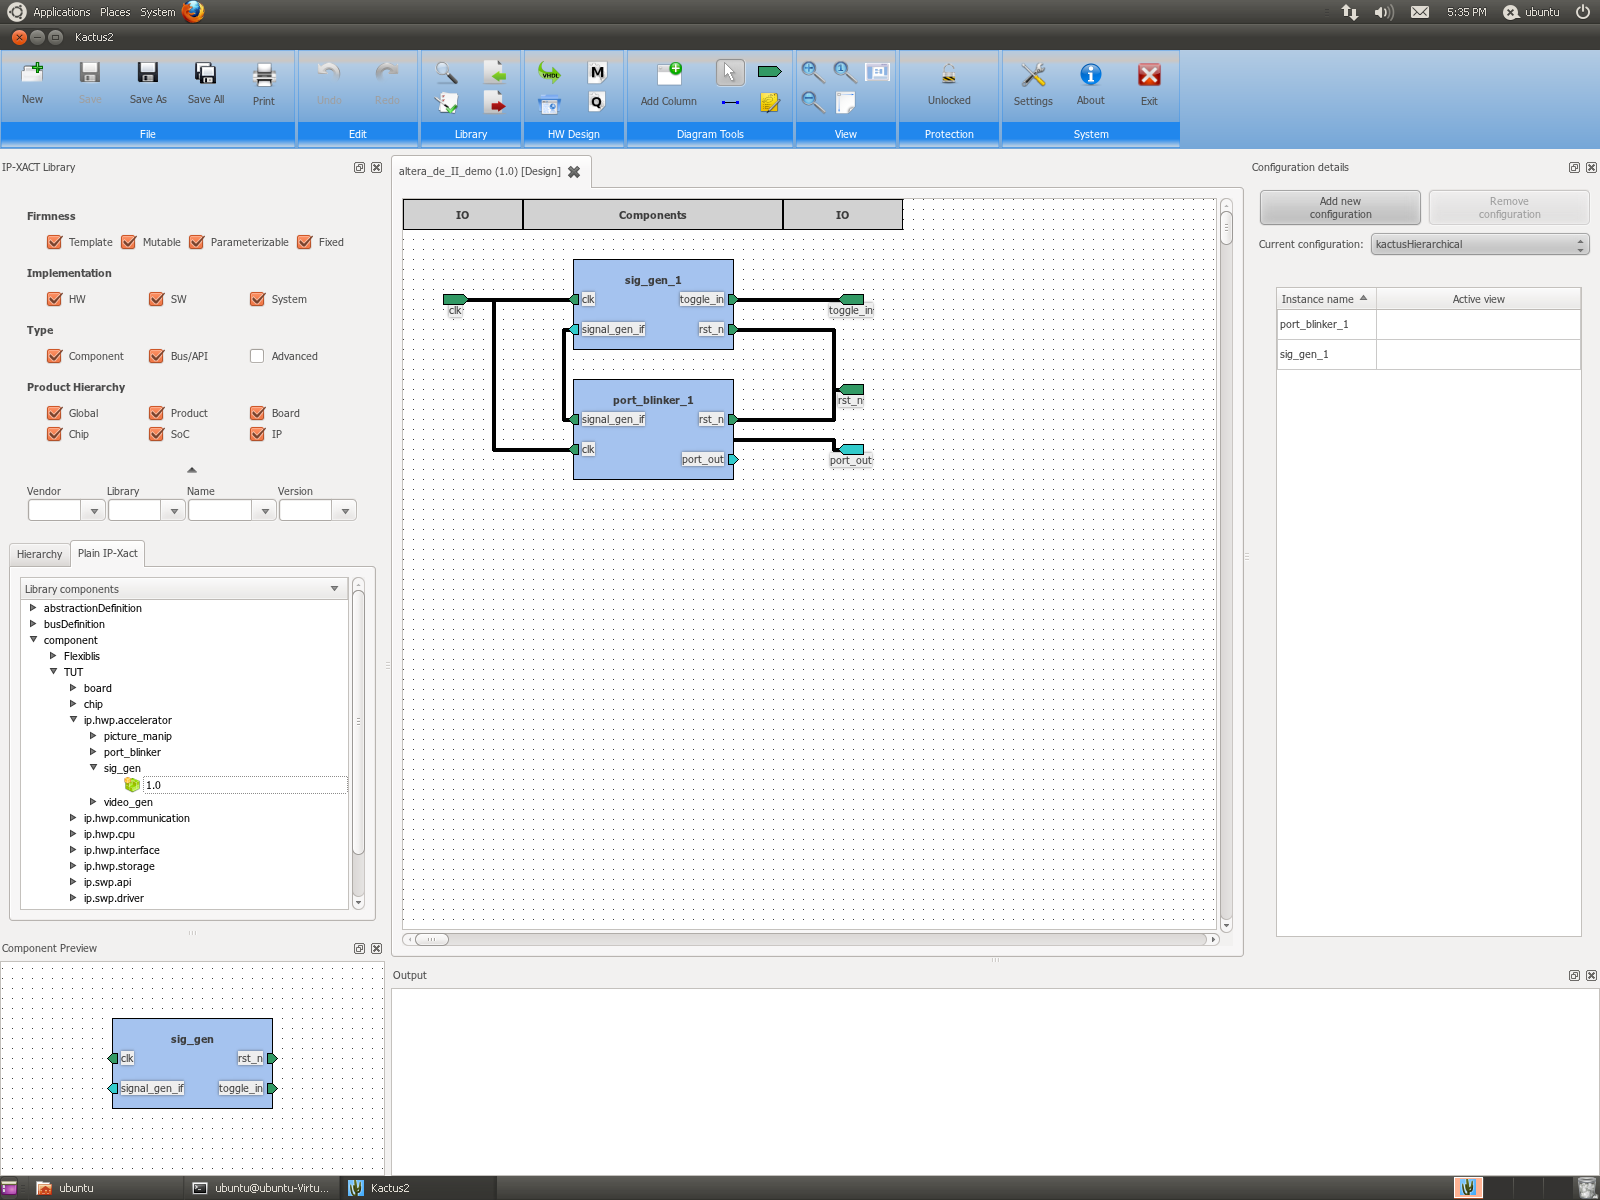 Applications Places System 5:35 PM ubuntu
Kactus2
New Save Save As Save All Print Undo Redo VHDL M Q Add Column Unlocked Settings About Exit
File Edit Library HW Design Diagram Tools View Protection System
IP-XACT Library
Firmness
Template Mutable Parameterizable Fixed
Implementation
HW SW System
Type
Component Bus/API Advanced
Product Hierarchy
Global Product Board
Chip SoC IP
Vendor Library Name Version
Hierarchy Plain IP-Xact
Library components
abstractionDefinition
busDefinition
component
Flexiblis
TUT
board
chip
ip.hwp.accelerator
picture_manip
port_blinker
sig_gen
1.0
video_gen
ip.hwp.communication
ip.hwp.cpu
ip.hwp.interface
ip.hwp.storage
ip.swp.api
ip.swp.driver
Component Preview
sig_gen
clk rst_n
signal_gen_if toggle_in
altera_de_II_demo (1.0) [Design]
IO Components IO
sig_gen_1
clk toggle_in
clk toggle_in
signal_gen_if rst_n
port_blinker_1
rst_n
signal_gen_if rst_n
clk
port_out port_out
Configuration details
Add new configuration
Remove configuration
Current configuration: kactusHierarchical
Instance name Active view
port_blinker_1
sig_gen_1
Output
ubuntu ubuntu@ubuntu-Virtu... Kactus2